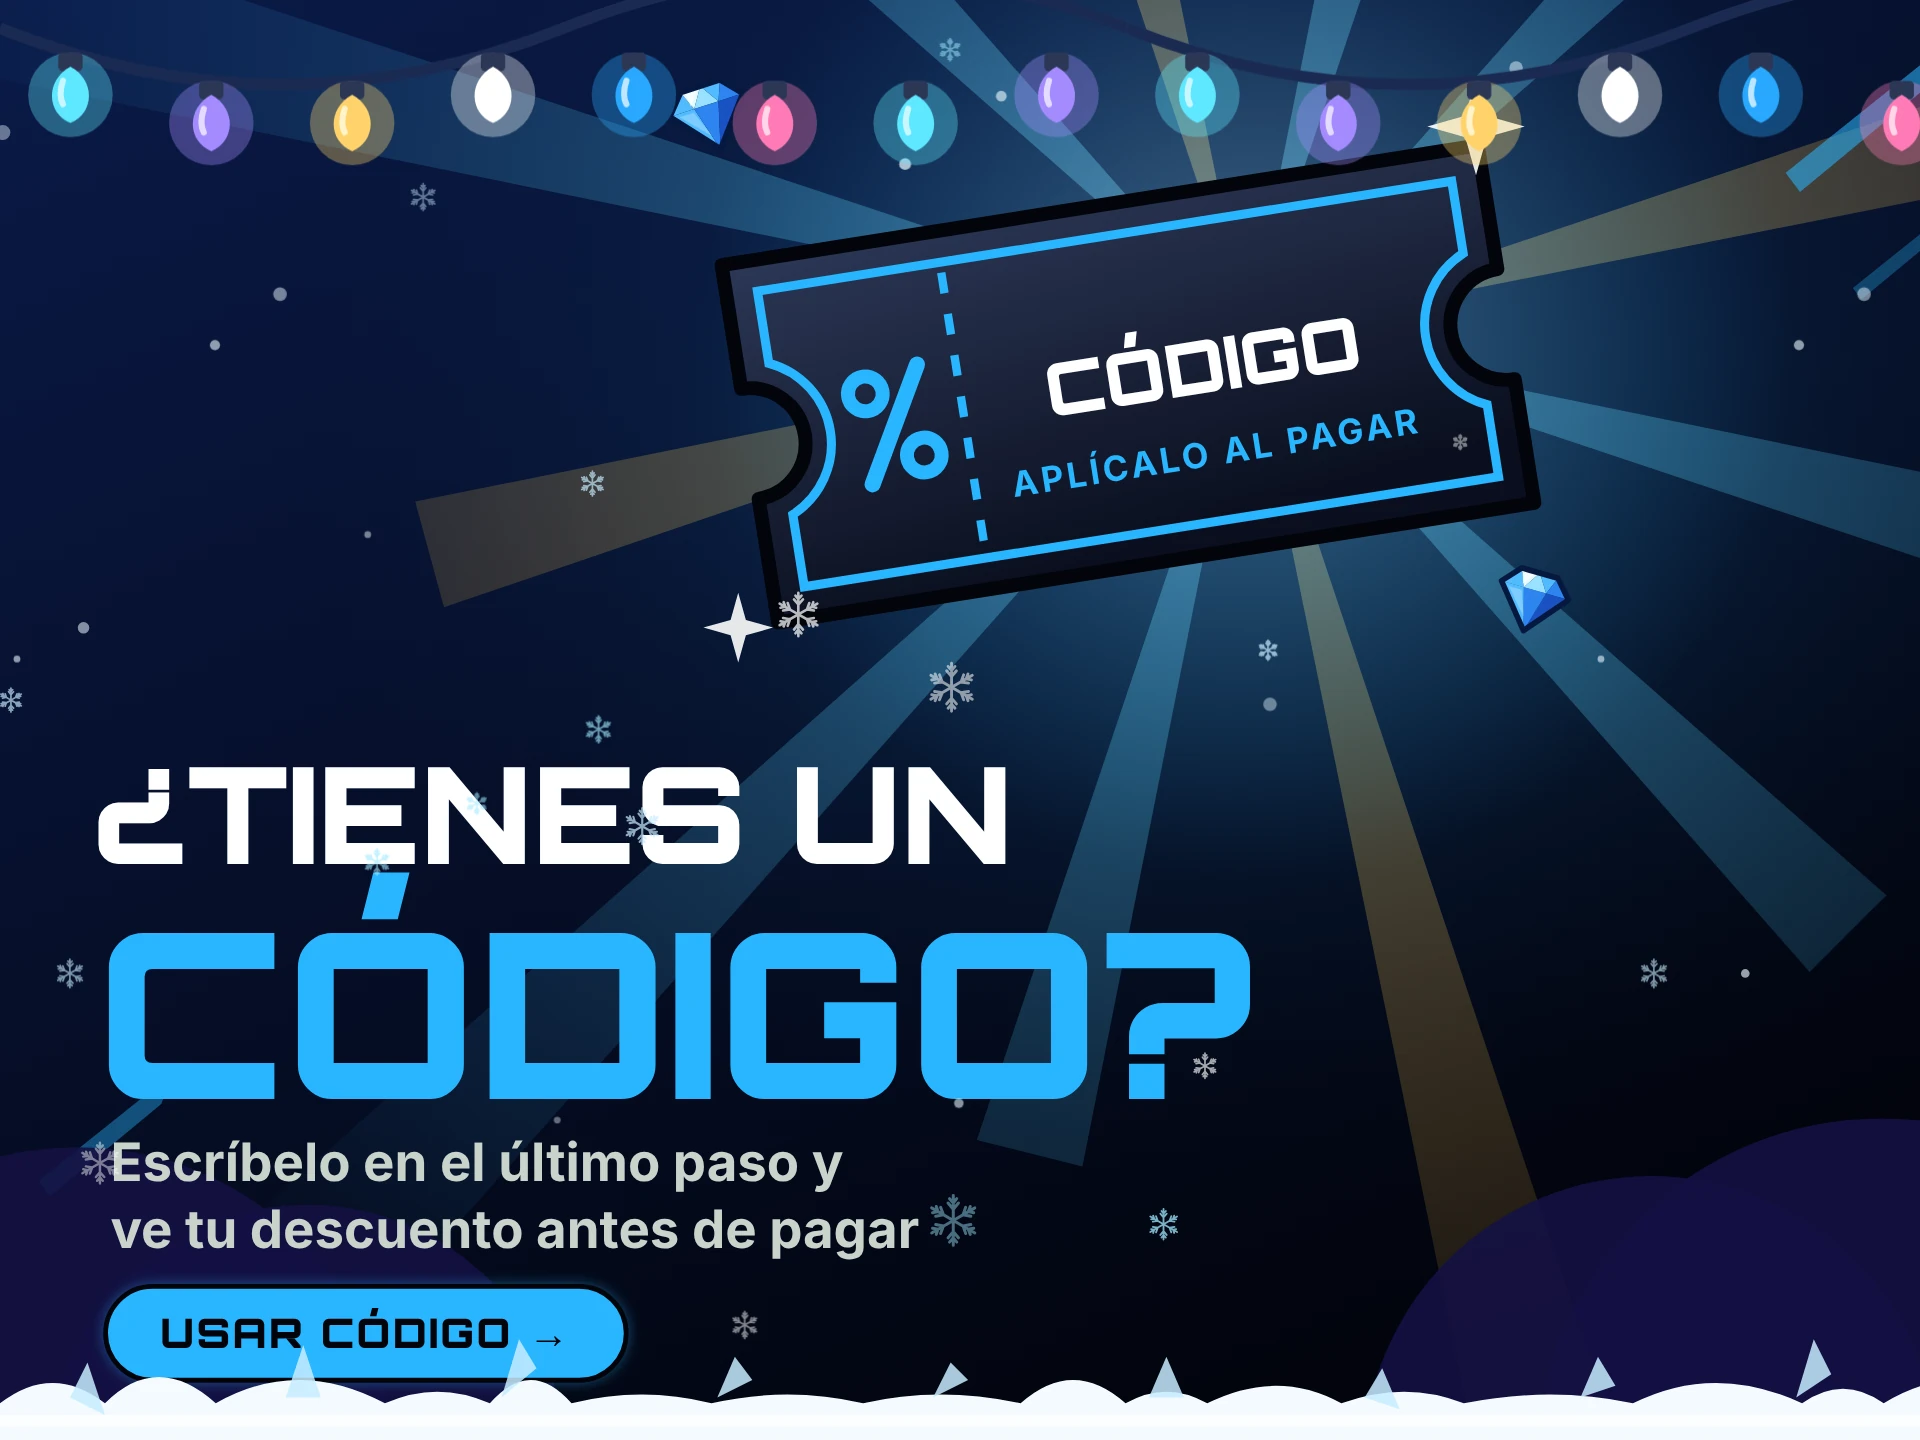 %
CÓDIGO
APLÍCALO AL PAGAR
¿TIENES UN
CÓDIGO?
Escríbelo en el último paso y
ve tu descuento antes de pagar
USAR CÓDIGO →